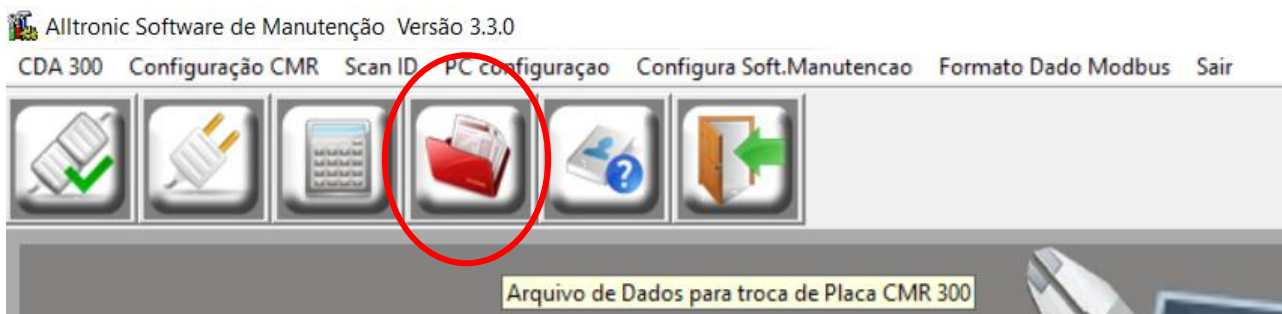 Alltronic Software de Manutenção Versão 3.3.0
CDA 300 Configuração CMR Scan ID PC configuraçao Configura Soft.Manutencao Formato Dado Modbus Sair
?
Arquivo de Dados para troca de Placa CMR 300